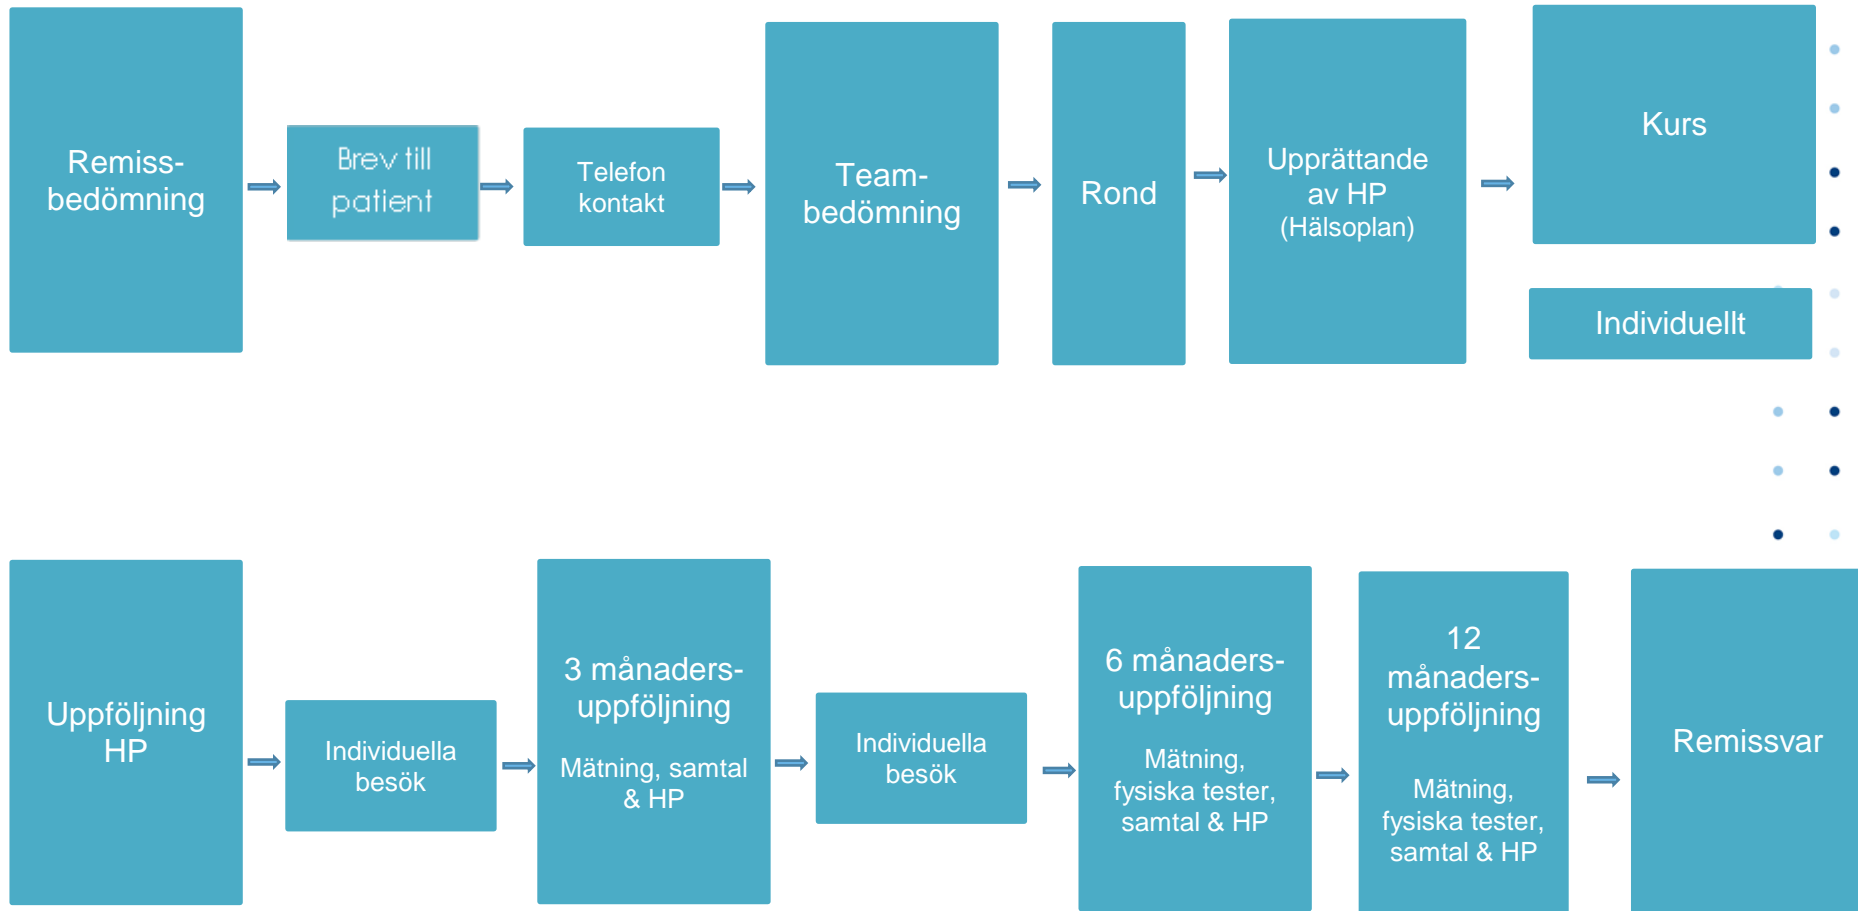 Remiss-
bedömning
Brev till
patient
Telefon
kontakt
Team-
bedömning
Rond
Upprättande
av HP
(Hälsoplan)
Kurs
Individuellt
Uppföljning
HP
Individuella
besök
3 månaders-
uppföljning
Mätning, samtal
& HP
Individuella
besök
6 månaders-
uppföljning
Mätning,
fysiska tester,
samtal & HP
12
månaders-
uppföljning
Mätning,
fysiska tester,
samtal & HP
Remissvar